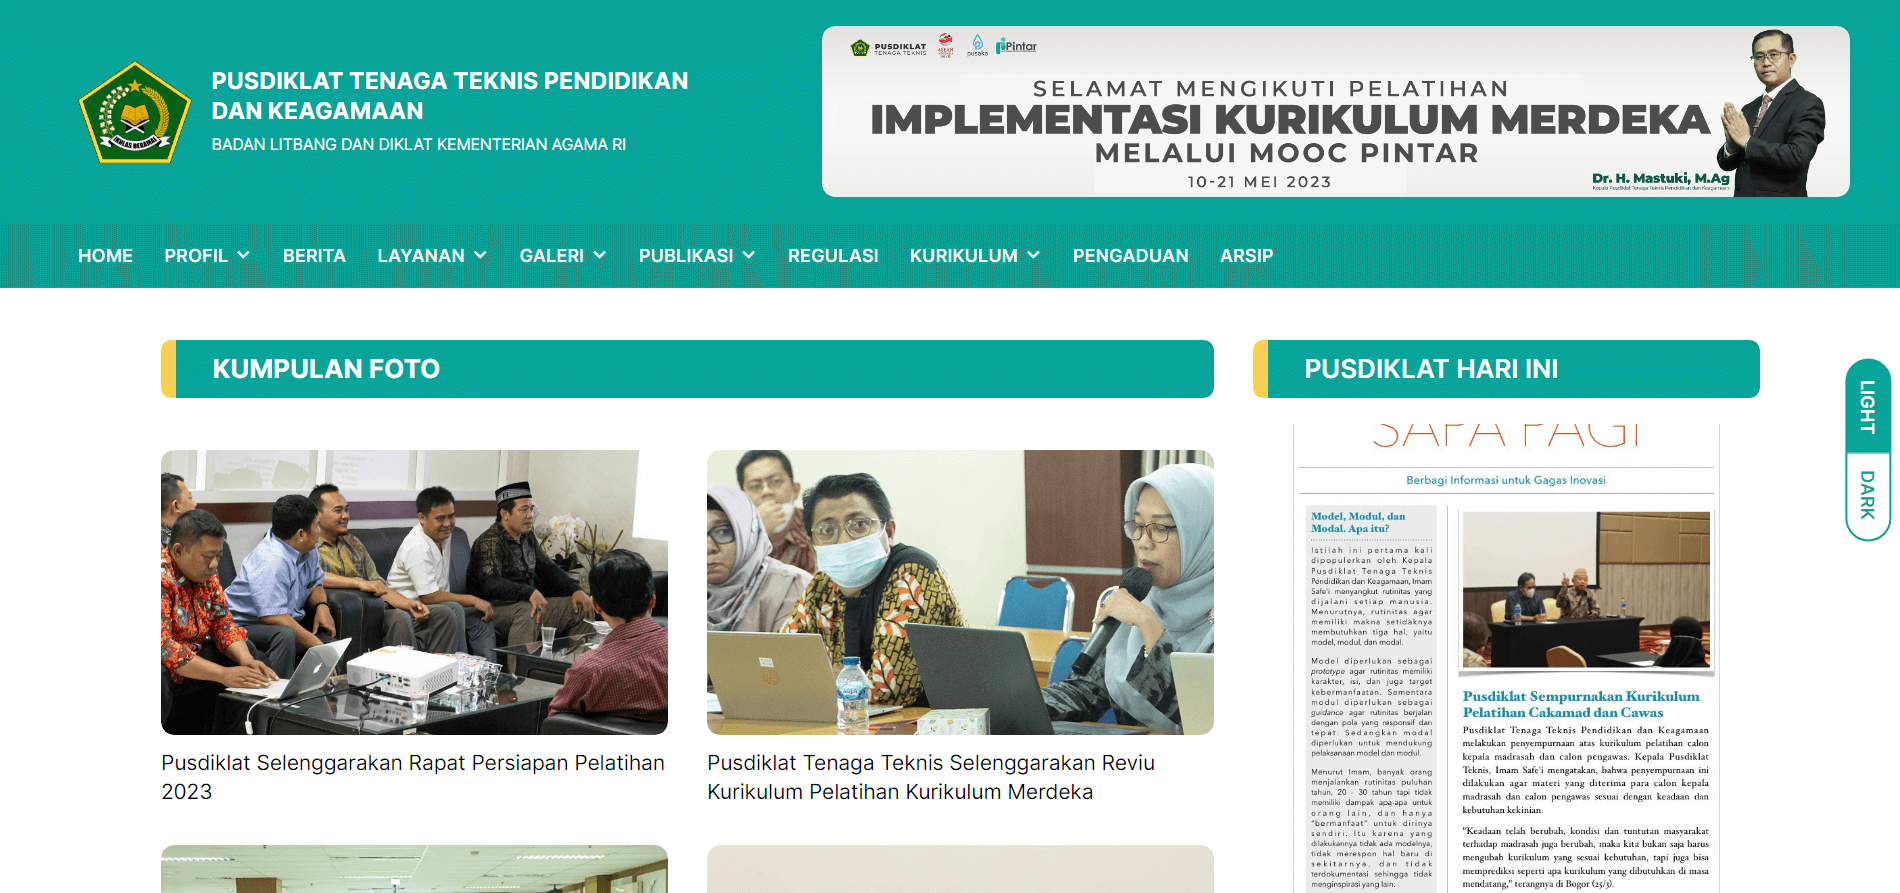 PUSDIKLAT TENAGA TEKNIS PENDIDIKAN
DAN KEAGAMAAN
BADAN LITBANG DAN DIKLAT KEMENTERIAN AGAMA RI
IKHLAS BERAMAL
PUSDIKLAT
TENAGA TEKNIS
pusaka
Pintar
SELAMAT MENGIKUTI PELATIHAN
IMPLEMENTASI KURIKULUM MERDEKA
MELALUI MOOC PINTAR
10-21 MEI 2023
Dr. H. Mastuki, M.Ag
Kepala Pusdiklat Tenaga Teknis Pendidikan dan Keagamaan
HOME PROFIL BERITA LAYANAN GALERI PUBLIKASI REGULASI KURIKULUM PENGADUAN ARSIP
KUMPULAN FOTO
Pusdiklat Selenggarakan Rapat Persiapan Pelatihan
2023
Pusdiklat Tenaga Teknis Selenggarakan Reviu
Kurikulum Pelatihan Kurikulum Merdeka
PUSDIKLAT HARI INI
SAPA PAGI
Berbagi Informasi untuk Gagas Inovasi
Model, Modul, dan
Modal. Apa itu?
Istilah ini pertama kali
dipopulerkan oleh Kepala
Pusdiklat Tenaga Teknis
Pendidikan dan Keagamaan, Imam
Safe'i menyangkut rutinitas yang
dijalani setiap manusia.
Menurutnya, rutinitas agar
memiliki makna setidaknya
membutuhkan tiga hal, yaitu
model, modul, dan modal.
Model diperlukan sebagai
prototype agar rutinitas memiliki
karakter, isi, dan juga target
kebermanfaatan. Sementara
modul diperlukan sebagai
guidance agar rutinitas berjalan
dengan pola yang responsif dan
tepat. Sedangkan modal
diperlukan untuk mendukung
pelaksanaan model dan modul.
Menurut Imam, banyak orang
menjalankan rutinitas puluhan
tahun, 20 - 30 tahun tapi tidak
memiliki dampak apa-apa untuk
orang lain, dan hanya
"bermanfaat" untuk dirinya
sendiri. Itu karena yang
dilakukannya tidak ada modelnya,
tidak merespon hal baru di
sekitarnya, dan tidak
terdokumentasi sehingga tidak
menginspirasi yang lain.
Pusdiklat Sempurnakan Kurikulum
Pelatihan Cakamad dan Cawas
Pusdiklat Tenaga Teknis Pendidikan dan Keagamaan
melakukan penyempurnaan atas kurikulum pelatihan calon
kepala madrasah dan calon pengawas. Kepala Pusdiklat
Teknis, Imam Safe'i mengatakan, bahwa penyempurnaan ini
dilakukan agar materi yang diterima para calon kepala
madrasah dan calon pengawas sesuai dengan keadaan dan
kebutuhan kekinian.
"Keadaan telah berubah, kondisi dan tuntutan masyarakat
terhadap madrasah juga berubah, maka kita bukan saja harus
mengubah kurikulum yang sesuai kebutuhan, tapi juga bisa
memprediksi seperti apa kurikulum yang dibutuhkan di masa
mendatang," terangnya di Bogor (25/3).
LIGHT
DARK